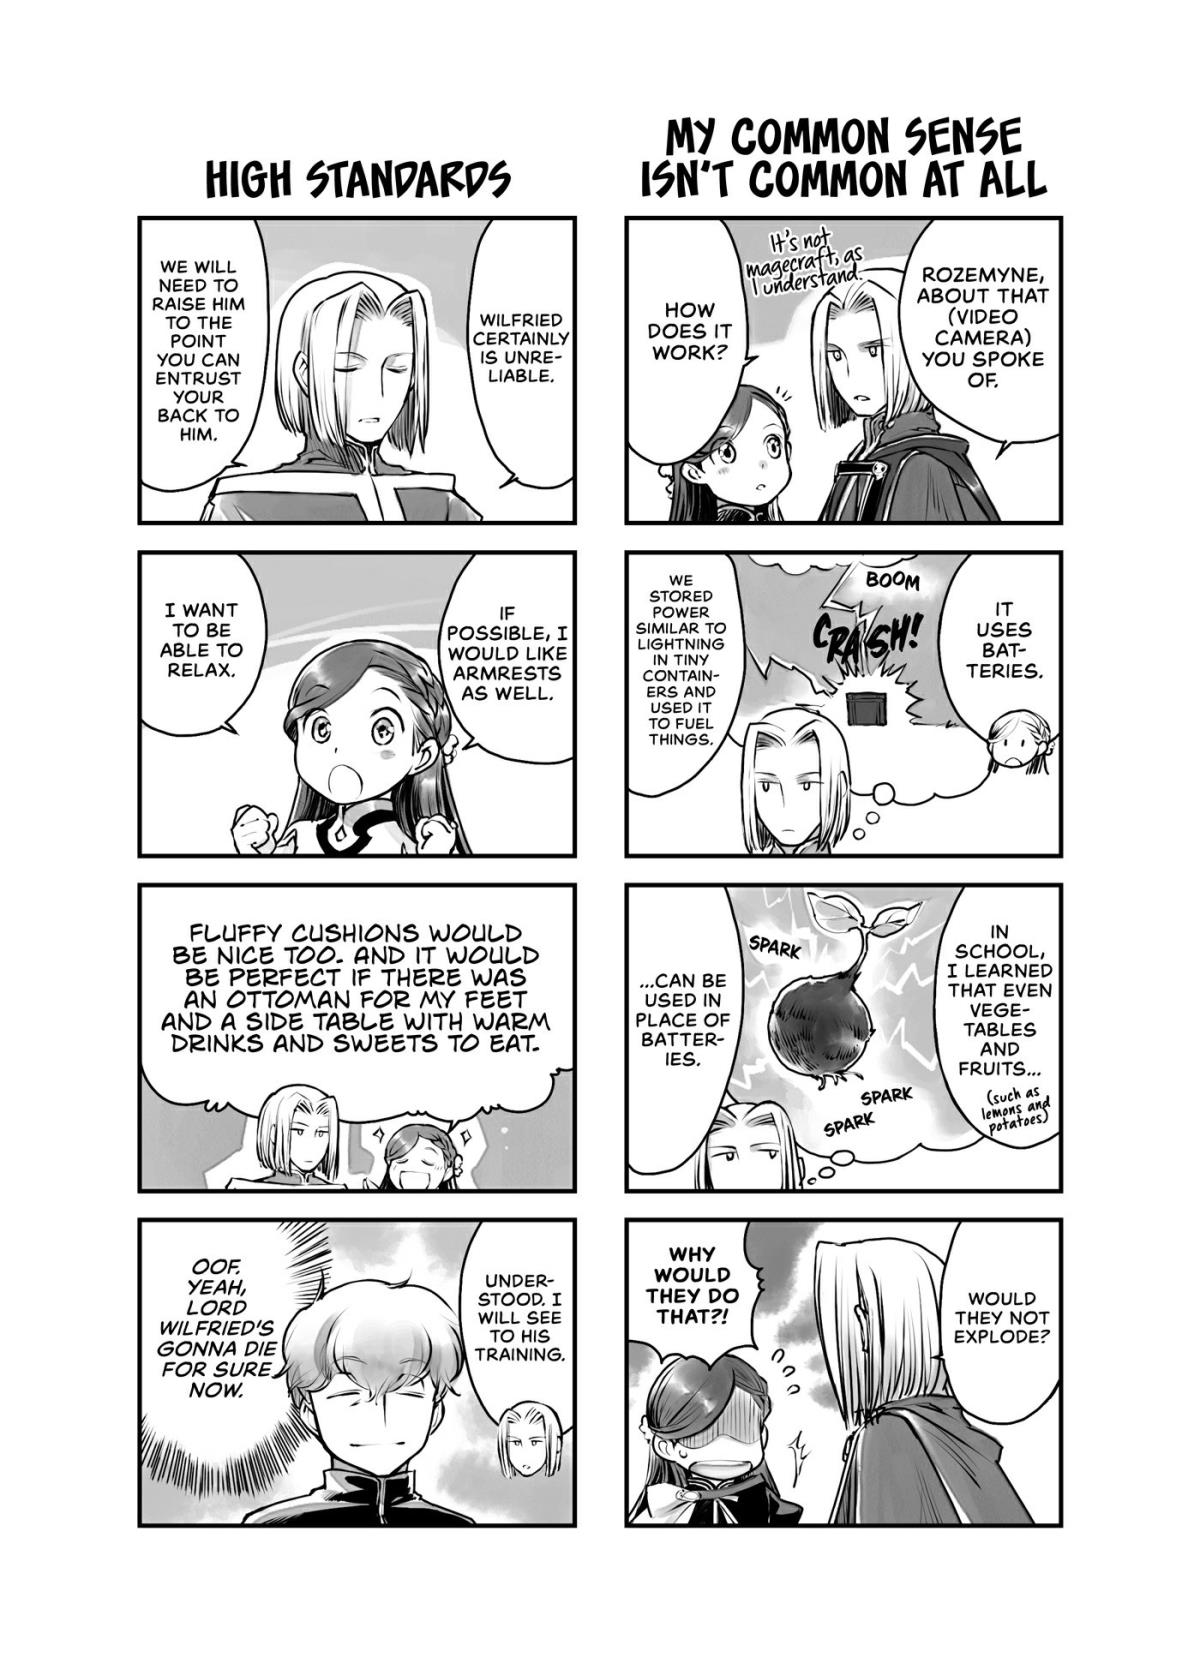 MY COMMON SENSE
ISN'T COMMON AT ALL
ROZEMYNE,
ABOUT THAT
(VIDEO
CAMERA)
YOU SPOKE
OF.
It's not
magecraft, as
I understand.
HOW
DOES IT
WORK?
IT
USES
BAT-
TERIES.
BOOM
CRASH!
WE
STORED
POWER
SIMILAR TO
LIGHTNING
IN TINY
CONTAIN-
ERS AND
USED IT
TO FUEL
THINGS.
IN
SCHOOL,
I LEARNED
THAT EVEN
VEGE-
TABLES
AND
FRUITS...
(such as
lemons and
potatoes)
SPARK
SPARK
SPARK
...CAN BE
USED IN
PLACE OF
BATTER-
IES.
WOULD
THEY NOT
EXPLODE?
TAP
WHY
WOULD
THEY DO
THAT?!
HIGH STANDARDS
WILFRIED
CERTAINLY
IS UNRE-
LIABLE.
WE WILL
NEED TO
RAISE HIM
TO THE
POINT
YOU CAN
ENTRUST
YOUR
BACK TO
HIM.
IF
POSSIBLE, I
WOULD LIKE
ARMRESTS
AS WELL.
I WANT
TO BE
ABLE TO
RELAX.
FLUFFY CUSHIONS WOULD
BE NICE TOO. AND IT WOULD
BE PERFECT IF THERE WAS
AN OTTOMAN FOR MY FEET
AND A SIDE TABLE WITH WARM
DRINKS AND SWEETS TO EAT.
UNDER-
STOOD. I
WILL SEE
TO HIS
TRAINING.
OOF.
YEAH,
LORD
WILFRIED'S
GONNA DIE
FOR SURE
NOW.